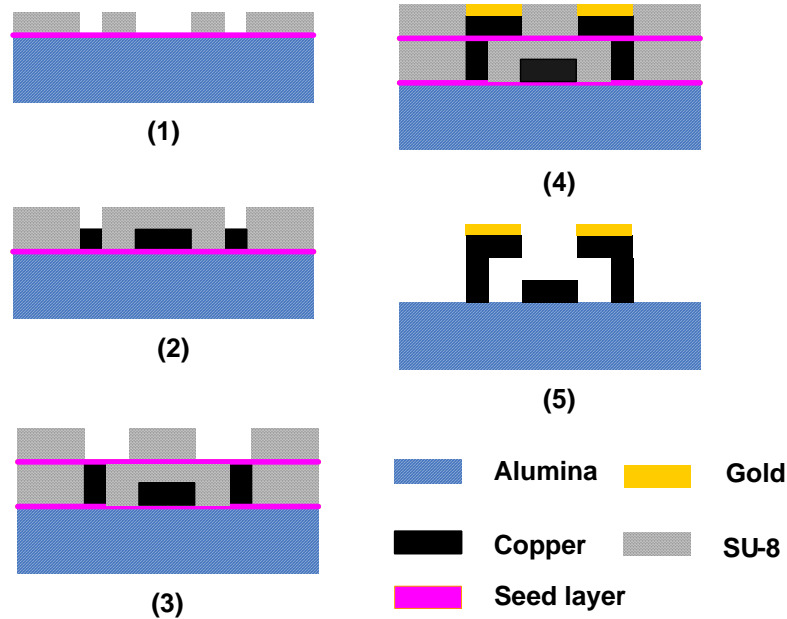 (1)
(2)
(3)
(4)
(5)
Alumina
Gold
Copper
SU-8
Seed layer